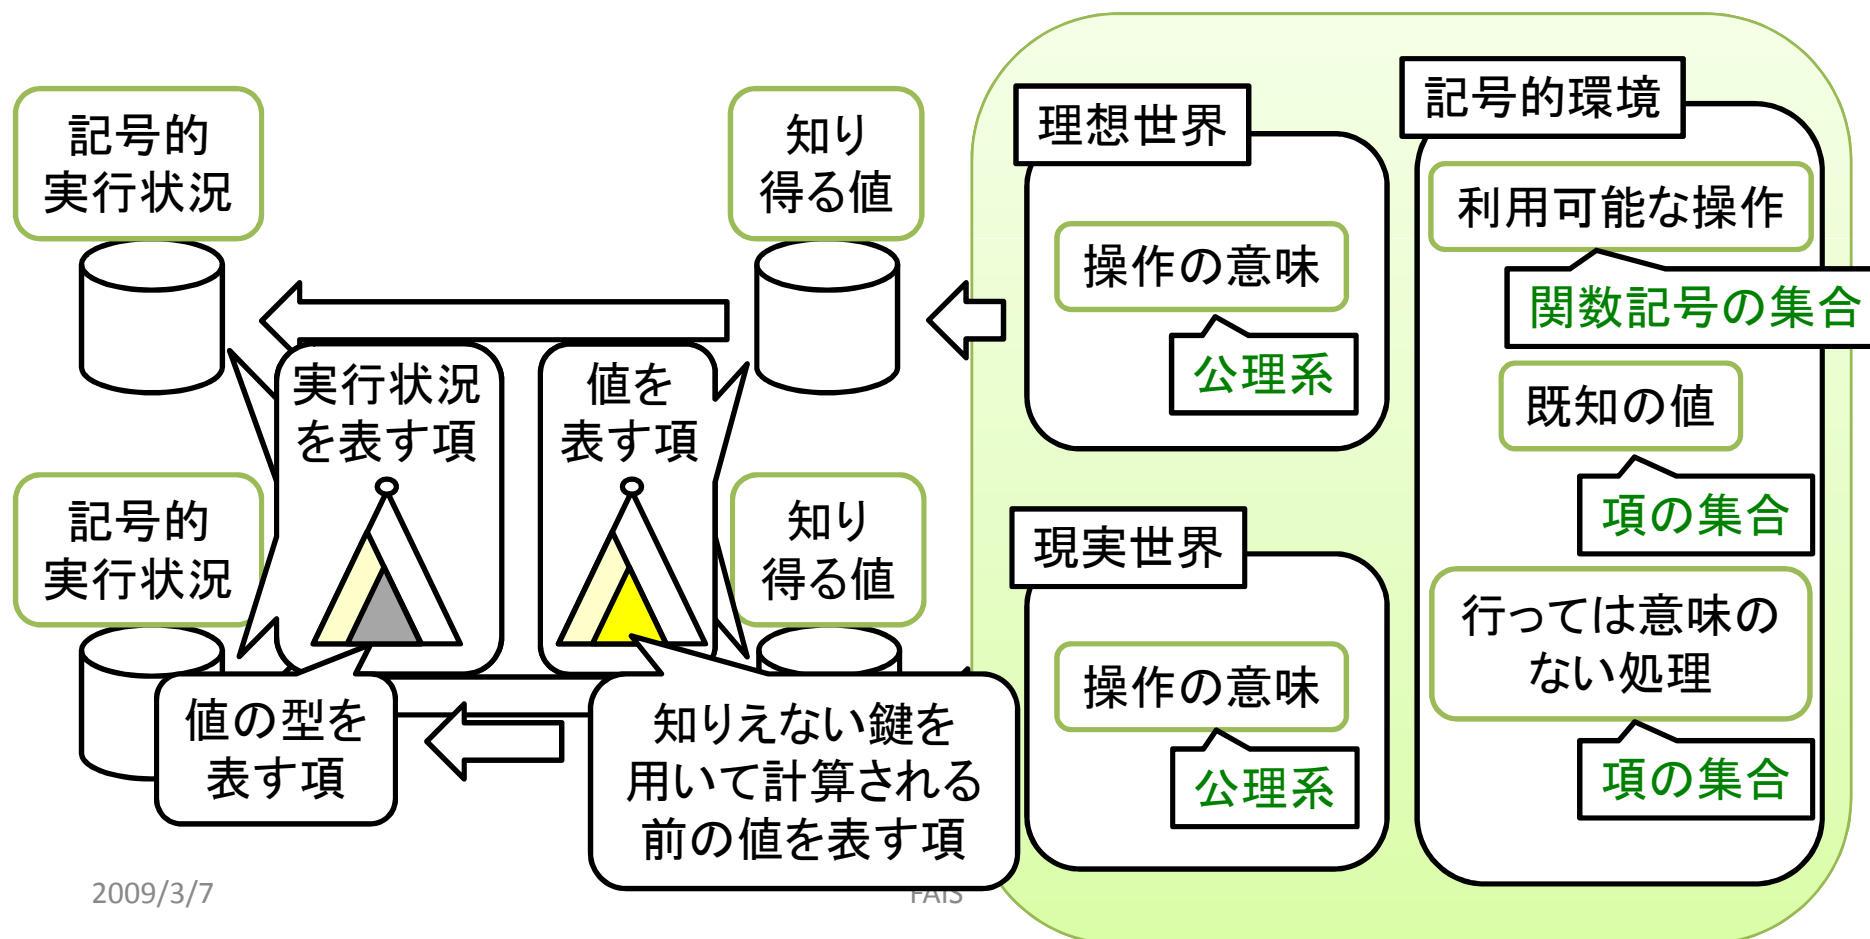 記号的
実行状況
知り
得る値
実行状況
を表す項
値を
表す項
記号的
実行状況
知り
得る値
値の型を
表す項
知りえない鍵を
用いて計算される
前の値を表す項
理想世界
操作の意味
公理系
現実世界
操作の意味
公理系
記号的環境
利用可能な操作
関数記号の集合
既知の値
項の集合
行っては意味の
ない処理
項の集合
2009/3/7
FAIS